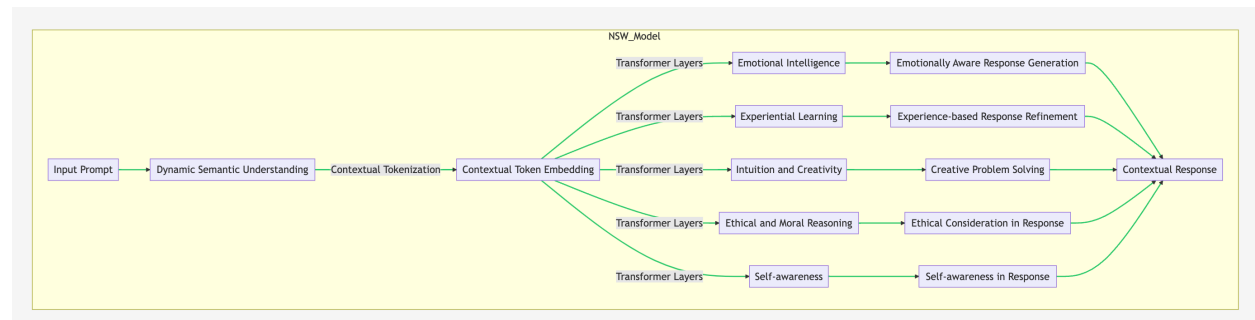 NSW_Model
Transformer Layers
Emotional Intelligence
Emotionally Aware Response Generation
Transformer Layers
Experiential Learning
Experience-based Response Refinement
Input Prompt
Dynamic Semantic Understanding
Contextual Tokenization
Contextual Token Embedding
Transformer Layers
Intuition and Creativity
Creative Problem Solving
Contextual Response
Transformer Layers
Ethical and Moral Reasoning
Ethical Consideration in Response
Transformer Layers
Self-awareness
Self-awareness in Response